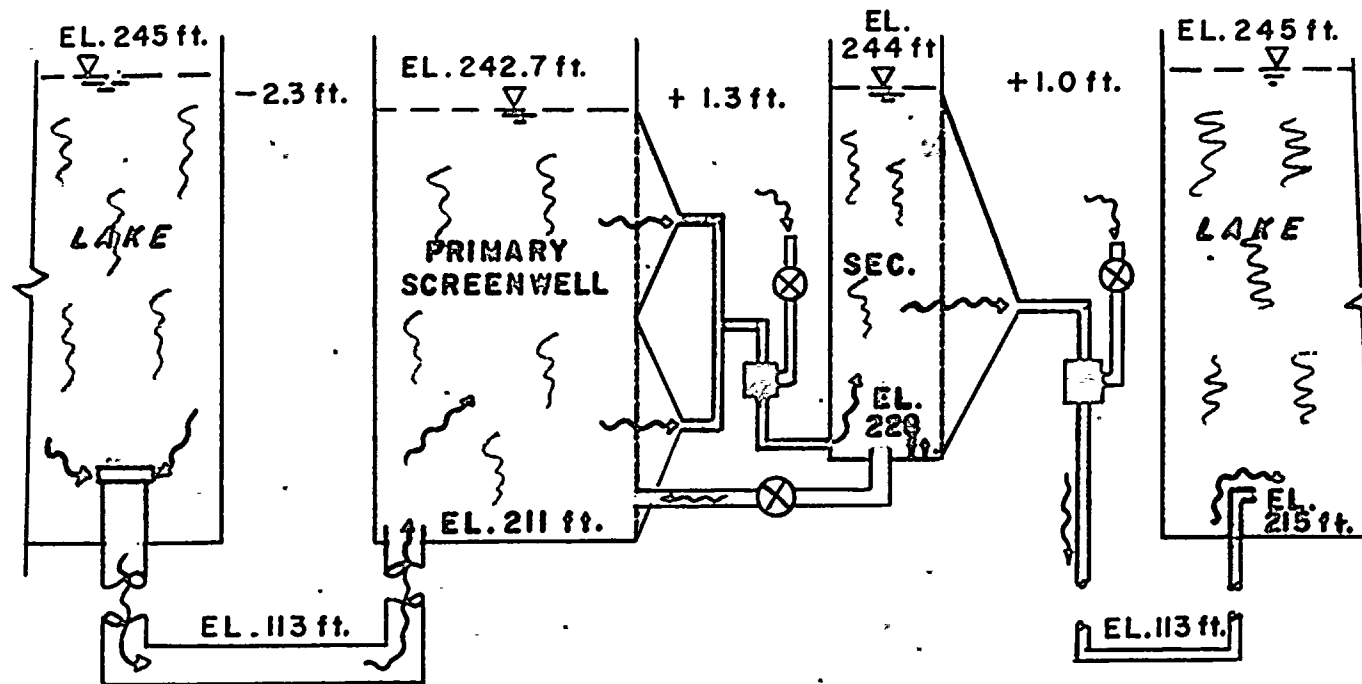 EL. 245 ft.
-2.3 ft.
EL. 242.7 ft.
+ 1.3 ft.
EL.
244 ft
+1.0 ft.
EL. 245 ft.
LAKE
PRIMARY
SCREENWELL
SEC.
LAKE
EL.
229
EL. 211 ft.
EL.
215 ft.
EL. 113 ft.
EL. 113 ft.